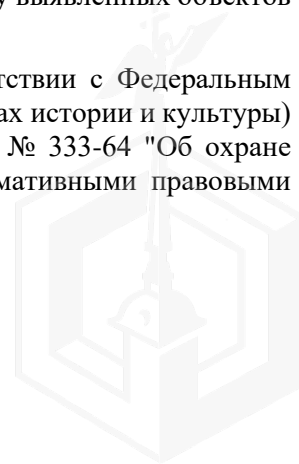 выявленных объектов
тствии с Федеральным
ах истории и культуры)
№ 333-64 "Об охране
мативными правовыми